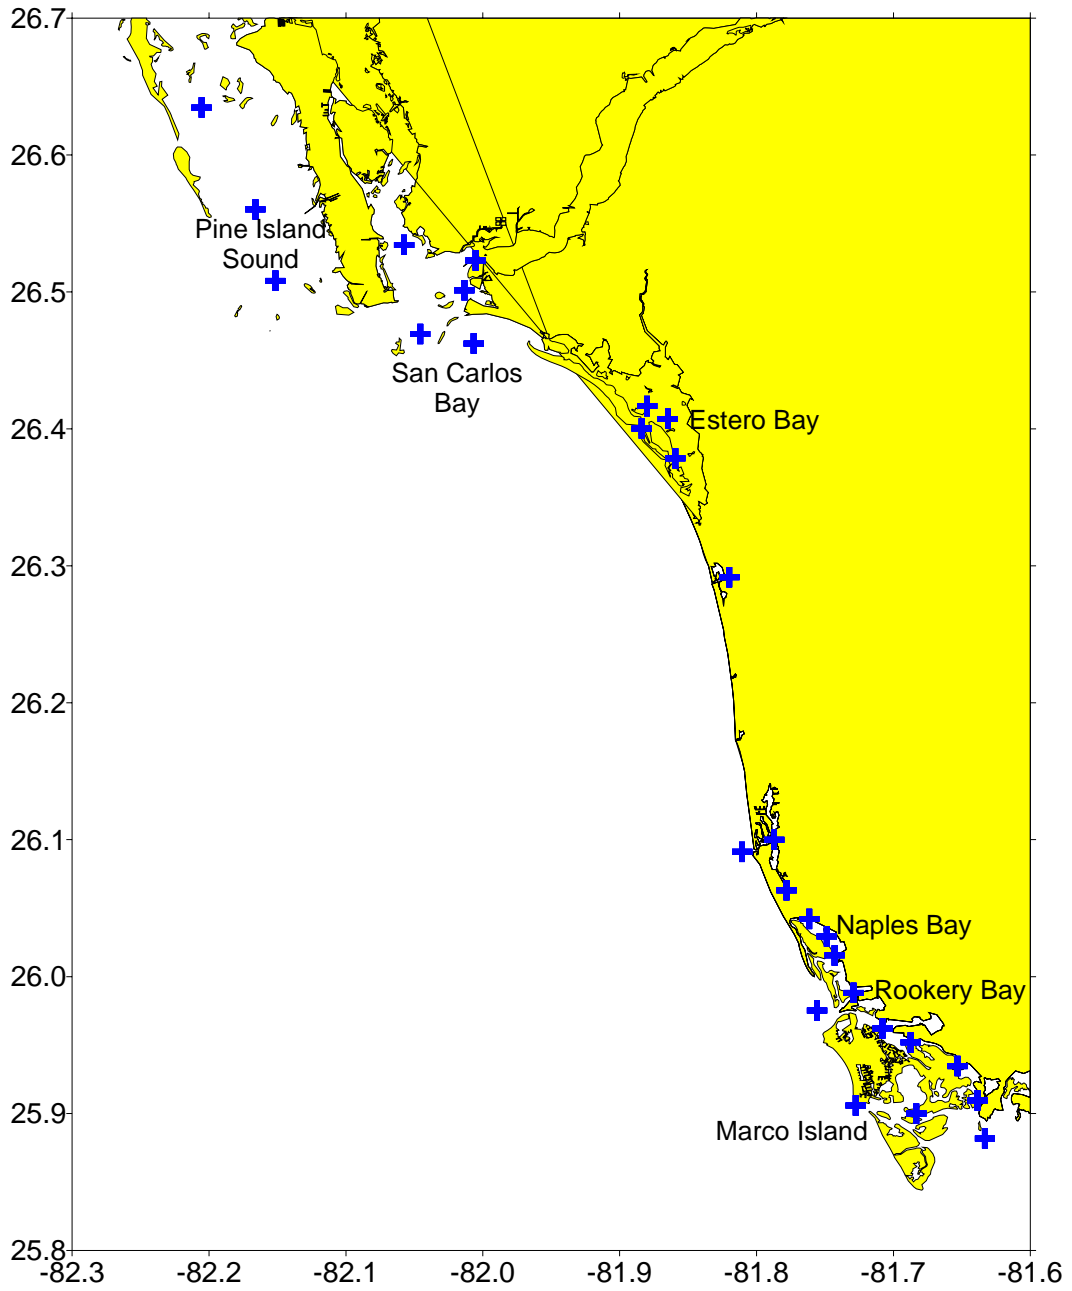 26.7
26.6
Pine Island
Sound
26.5
San Carlos
Bay
Estero Bay
26.4
26.3
26.2
26.1
Naples Bay
26.0
Rookery Bay
25.9
Marco Island
25.8
-82.3 -82.2 -82.1 -82.0 -81.9 -81.8 -81.7 -81.6